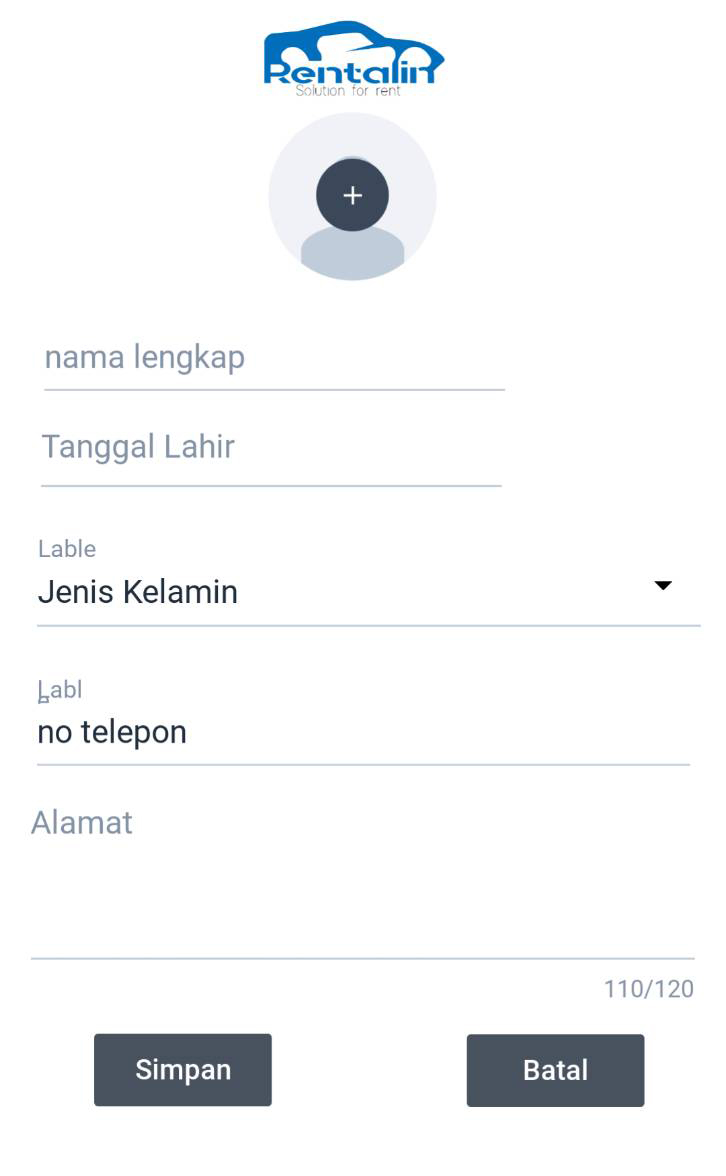 Rentalin
Solution for rent
+
nama lengkap
Tanggal Lahir
Lable
Jenis Kelamin
Labl
e
no telepon
Alamat
110/120
Simpan
Batal